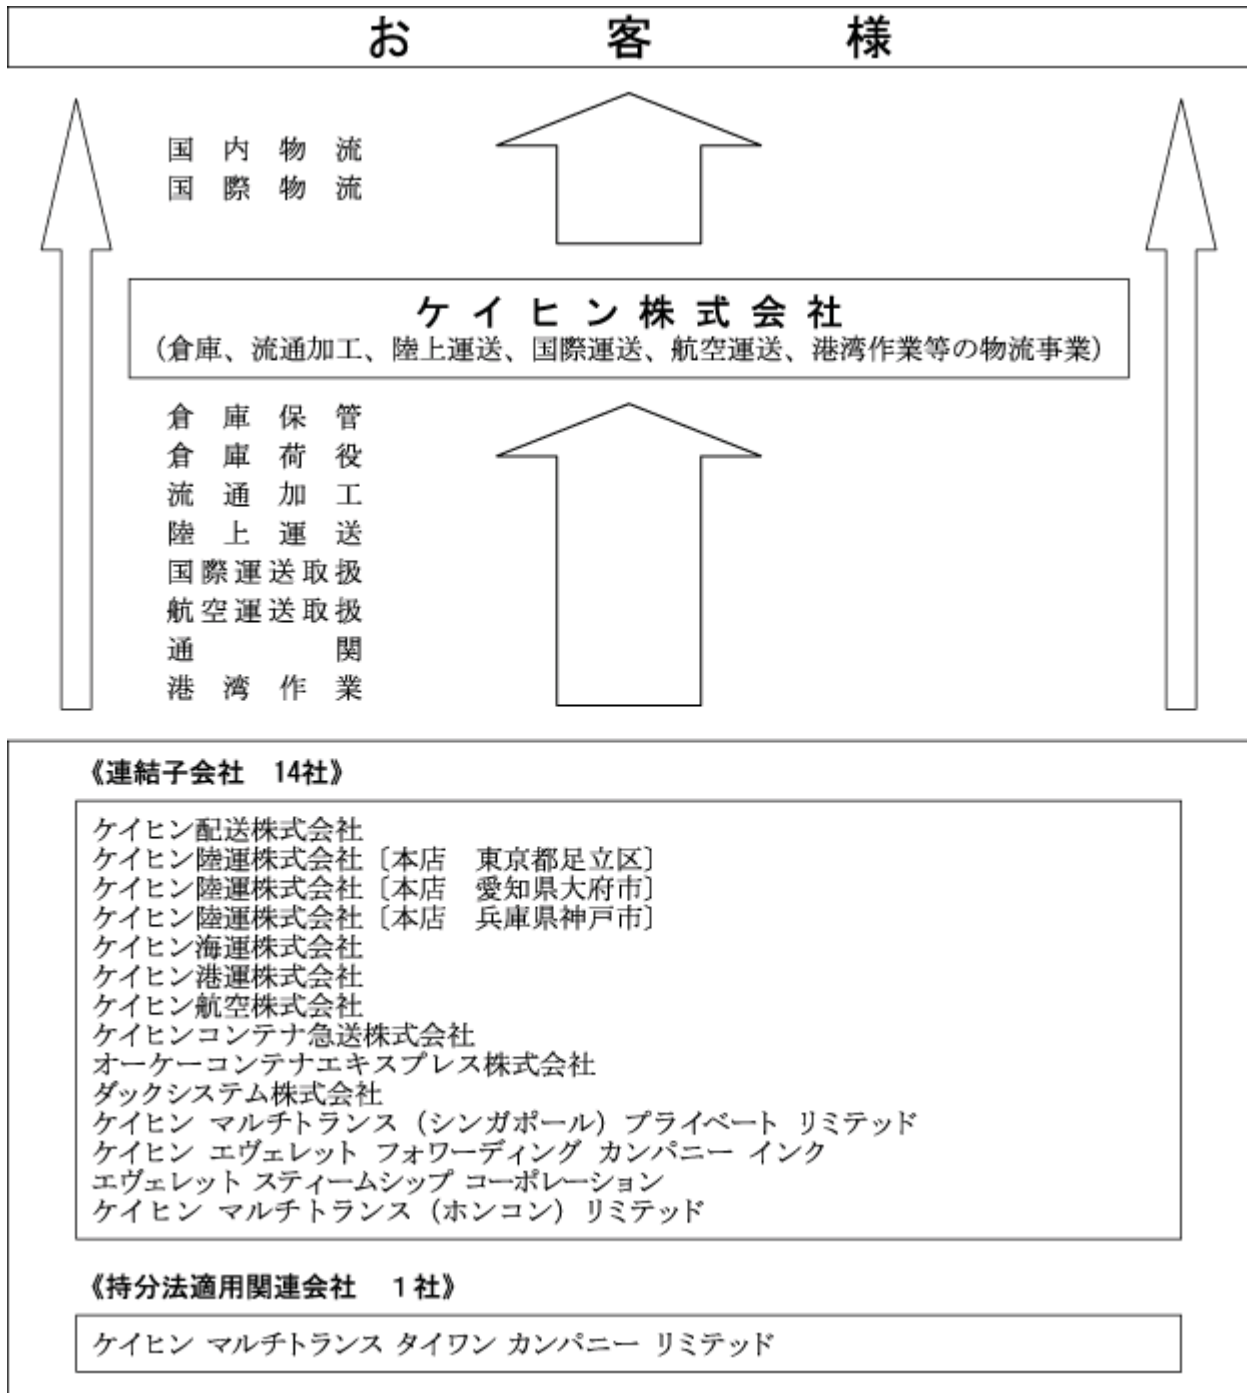 お客様
国内物流
国際物流
ケイヒン株式会社
（倉庫、流通加工、陸上運送、国際運送、航空運送、港湾作業等の物流事業）
倉庫保管
倉庫荷役
流通加工
陸上運送
国際運送取扱
航空運送取扱
通関
港湾作業
《連結子会社　14社》
ケイヒン配送株式会社
ケイヒン陸運株式会社〔本店　東京都足立区〕
ケイヒン陸運株式会社〔本店　愛知県大府市〕
ケイヒン陸運株式会社〔本店　兵庫県神戸市〕
ケイヒン海運株式会社
ケイヒン港運株式会社
ケイヒン航空株式会社
ケイヒンコンテナ急送株式会社
オーケーコンテナエキスプレス株式会社
ダックシステム株式会社
ケイヒン マルチトランス（シンガポール）プライベート リミテッド
ケイヒン エヴェレット フォワーディング カンパニー インク
エヴェレット スティームシップ コーポレーション
ケイヒン マルチトランス（ホンコン）リミテッド
《持分法適用関連会社　１社》
ケイヒン マルチトランス タイワン カンパニー リミテッド